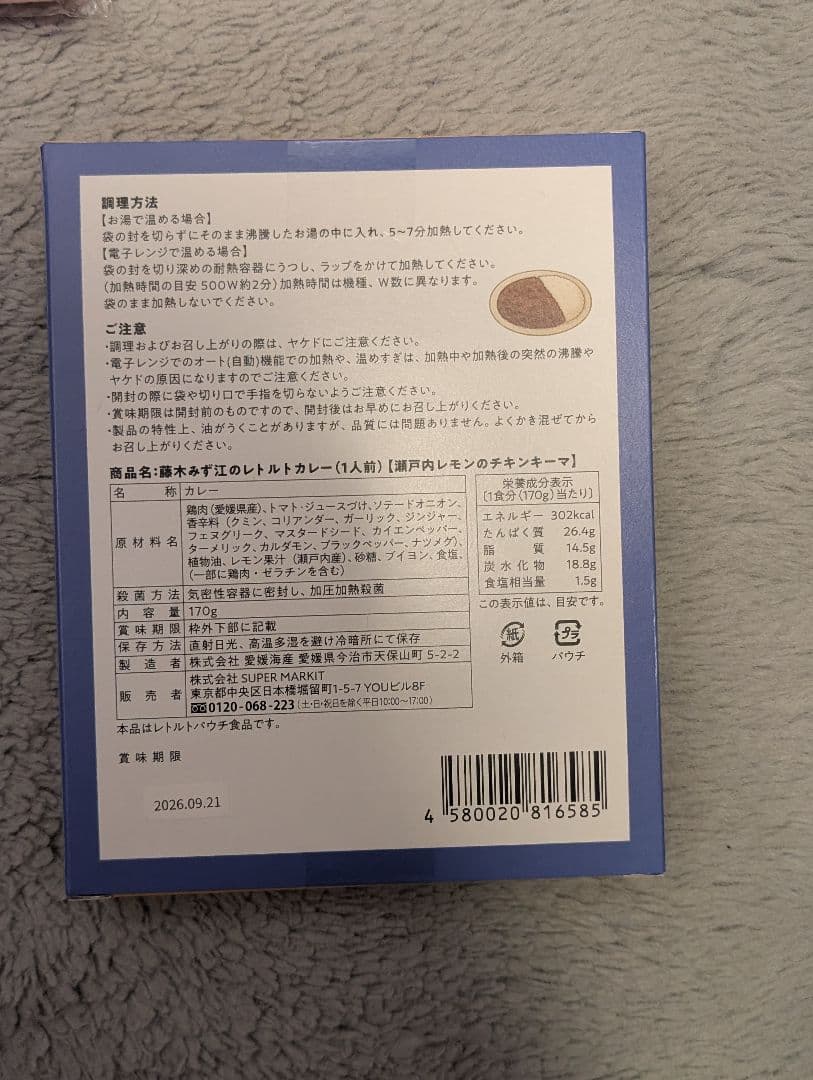 調理方法
【お湯で温める場合】
袋の封を切らずにそのまま沸騰したお湯の中に入れ、5~7分加熱してください。
【電子レンジで温める場合】
袋の封を切り深めの耐熱容器にうつし、ラップをかけて加熱してください。
(加熱時間の目安 500W約2分)加熱時間は機種、W数に異なります。
袋のまま加熱しないでください。
ご注意
・調理およびお召し上がりの際は、ヤケドにご注意ください。
・電子レンジでのオート(自動)機能での加熱や、温めすぎは、加熱中や加熱後の突然の沸騰や
ヤケドの原因になりますのでご注意ください。
・開封の際に袋や切り口で手指を切らないようご注意ください。
・賞味期限は開封前のものですので、開封後はお早めにお召し上がりください。
・製品の特性上、油がうくことがありますが、品質には問題ありません。よくかき混ぜてから
お召し上がりください。
商品名:藤木みず江のレトルトカレー(1人前)【瀬戸内レモンのチキンキーマ】
名称 カレー
原材料名 鶏肉(愛媛県産)、トマト・ジュースづけ、ソテードオニオン、
香辛料(クミン、コリアンダー、ガーリック、ジンジャー、
フェヌグリーク、マスタードシード、カイエンペッパー、
ターメリック、カルダモン、ブラックペッパー、ナツメグ)、
植物油、レモン果汁(瀬戸内産)、砂糖、ブイヨン、食塩、
(一部に鶏肉・ゼラチンを含む)
殺菌方法 気密性容器に密封し、加圧加熱殺菌
内容量 170g
賞味期限 枠外下部に記載
保存方法 直射日光、高温多湿を避け冷暗所にて保存
製造者 株式会社 愛媛海産 愛媛県今治市天保山町 5-2-2
販売者 株式会社 SUPER MARKIT
東京都中央区日本橋堀留町1-5-7 YOUビル8F
0120-068-223(土・日・祝日を除く平日10:00~17:00)
本品はレトルトパウチ食品です。
栄養成分表示
(1食分(170g)当たり)
エネルギー 302kcal
たんぱく質 26.4g
脂質 14.5g
炭水化物 18.8g
食塩相当量 1.5g
この表示値は、目安です。
紙 プラ
外箱 パウチ
賞味期限
2026.09.21
4 580020 816585